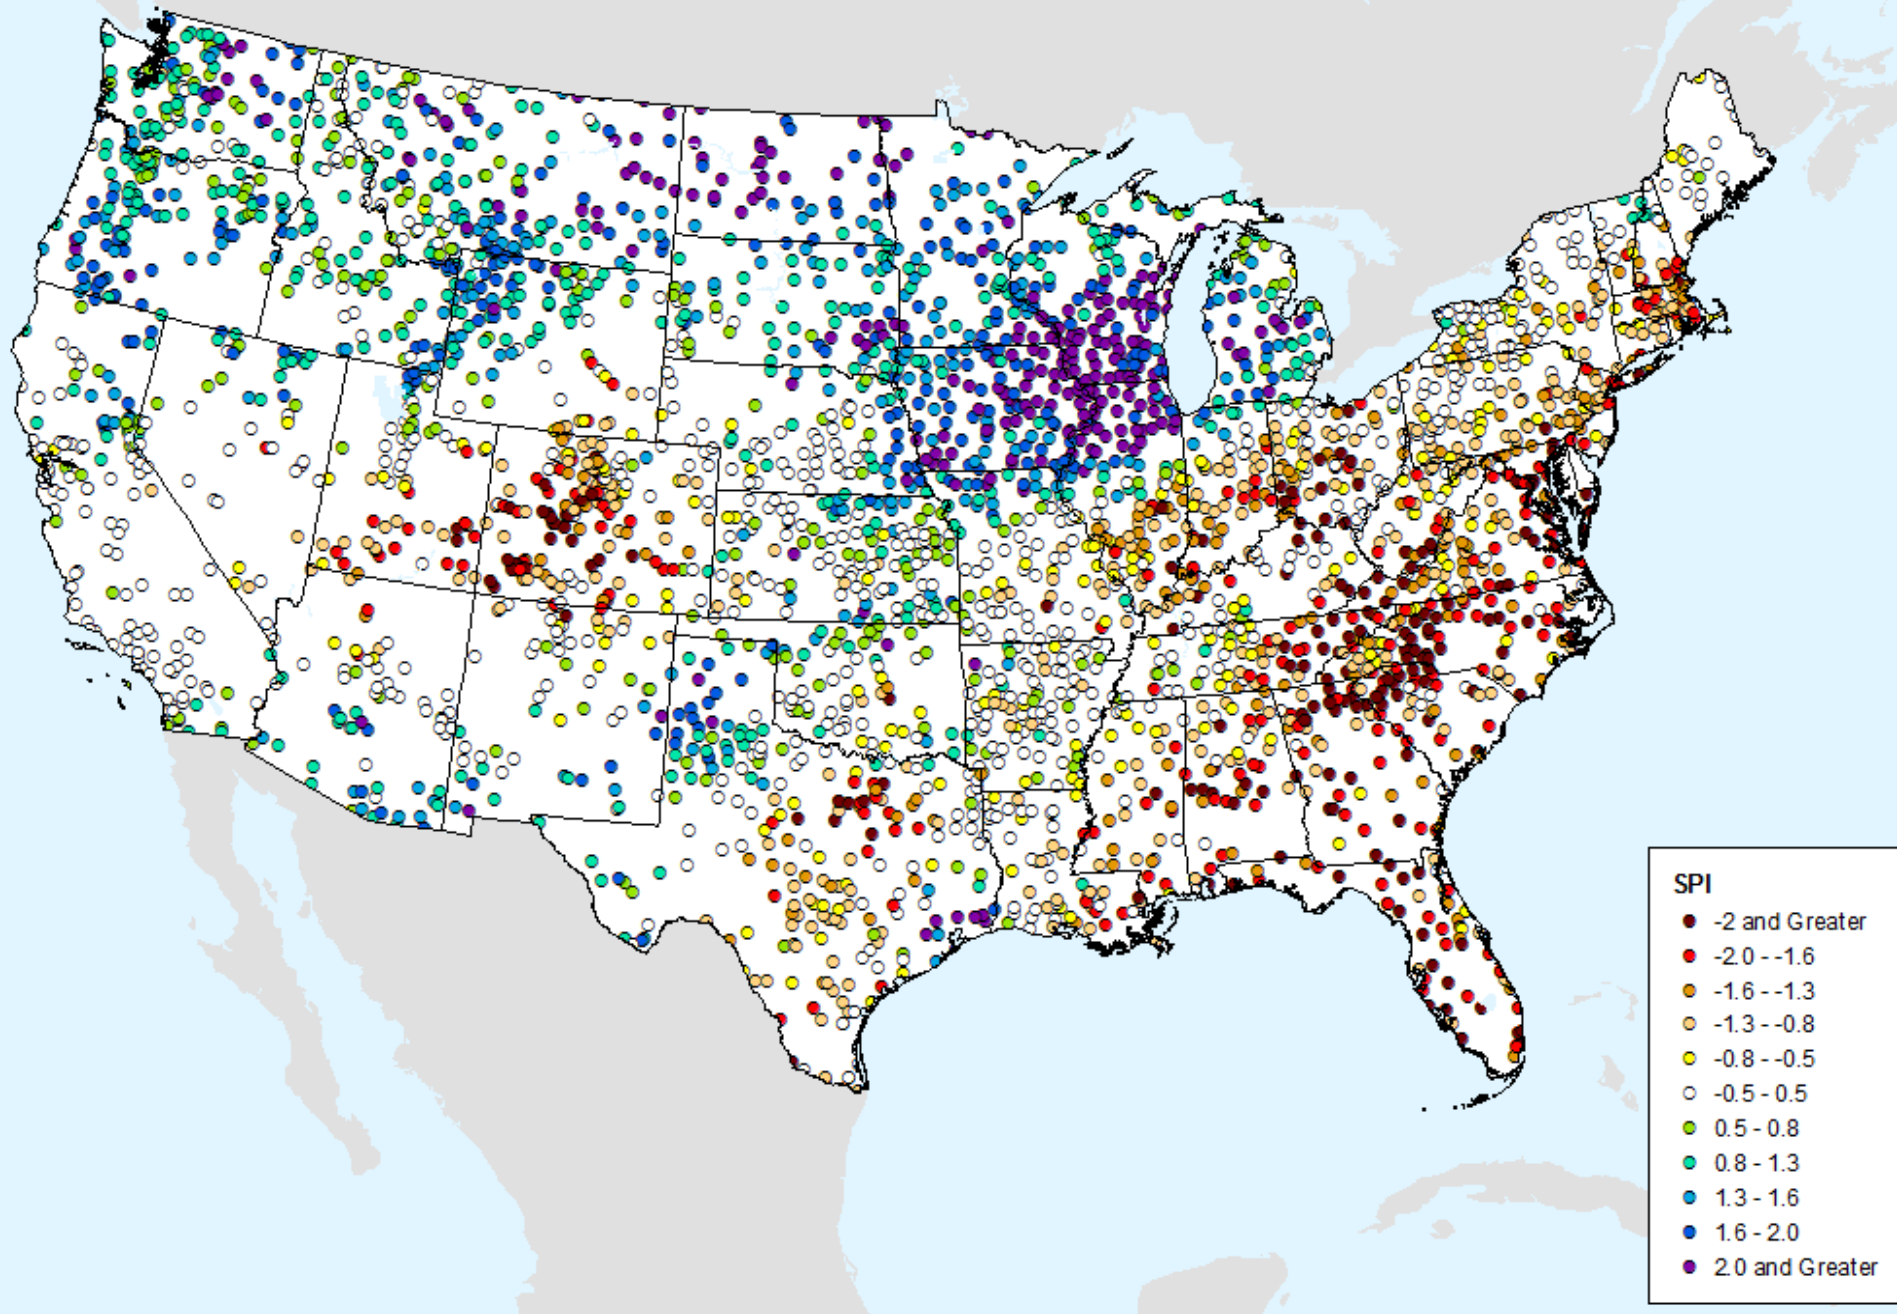 SPI
-2 and Greater
-2.0 - -1.6
-1.6 - -1.3
-1.3 - -0.8
-0.8 - -0.5
-0.5 - 0.5
0.5 - 0.8
0.8 - 1.3
1.3 - 1.6
1.6 - 2.0
2.0 and Greater